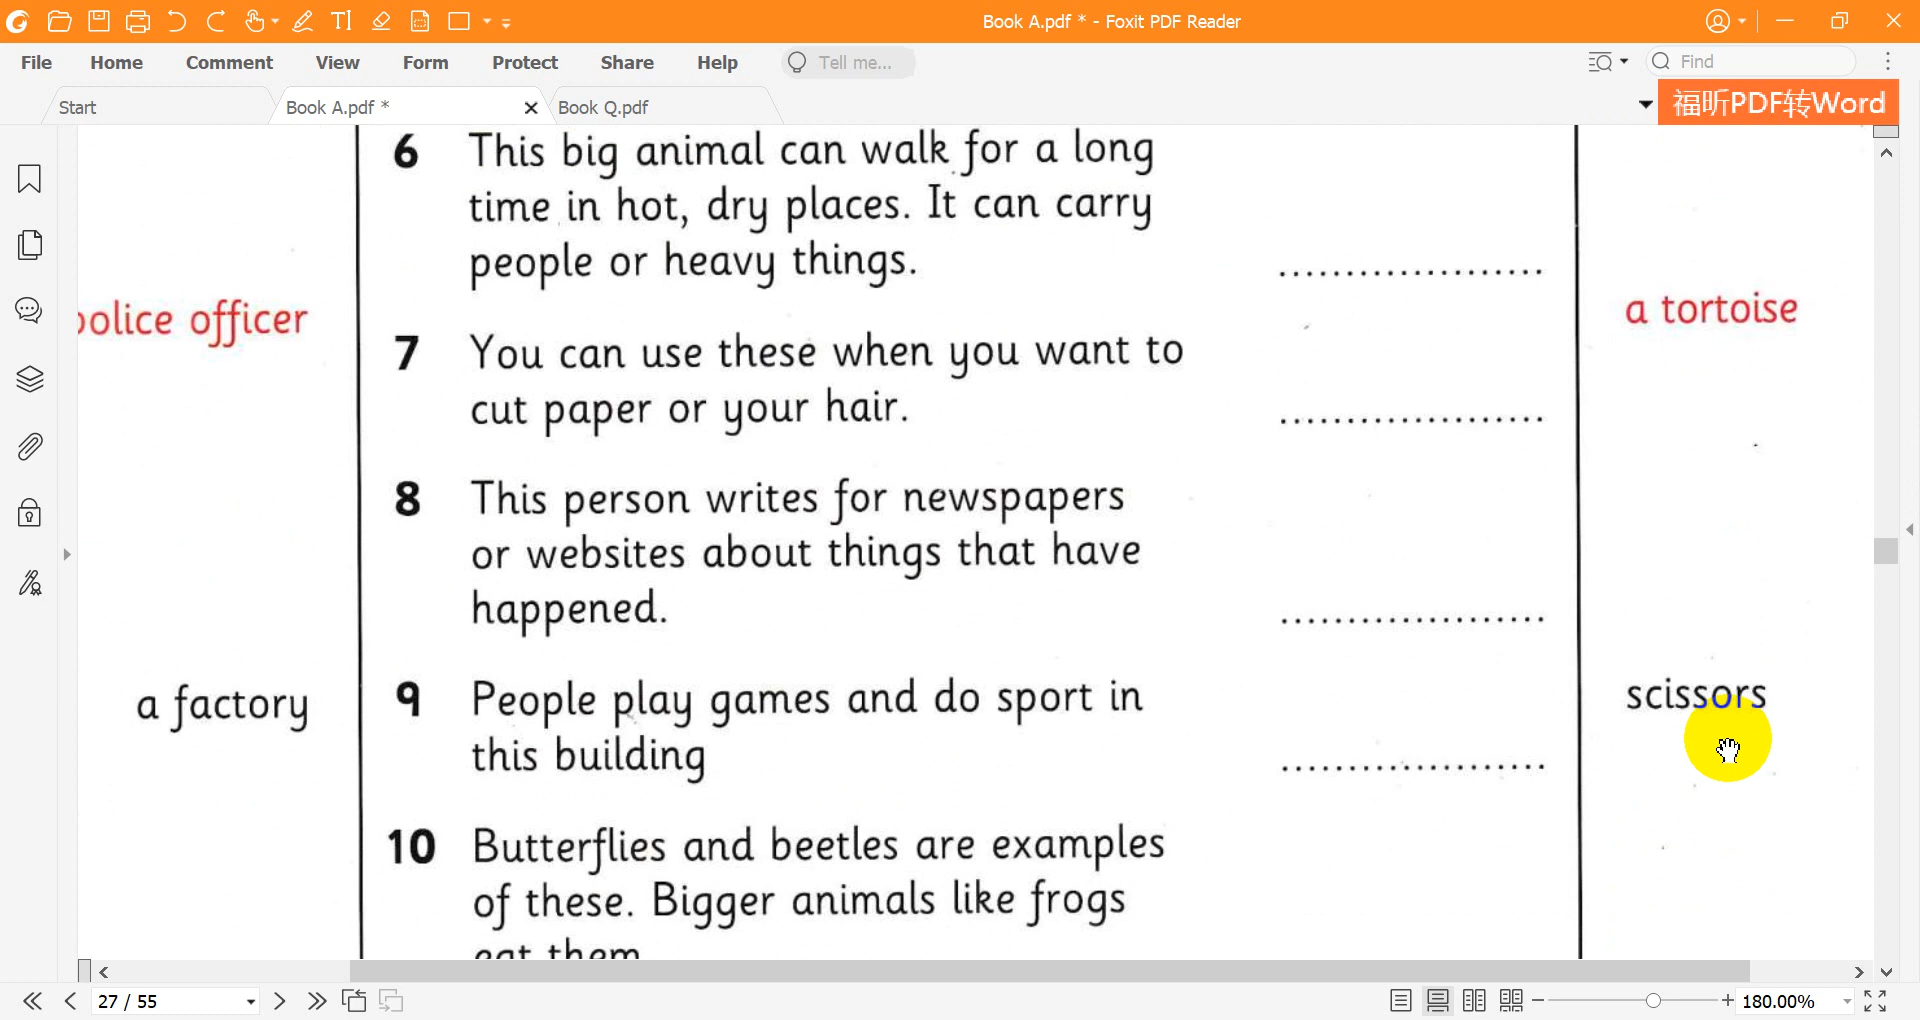 Book A.pdf * - Foxit PDF Reader
File Home Comment View Form Protect Share Help Tell me... Find
Start Book A.pdf * Book Q.pdf 福昕PDF转Word
6 This big animal can walk for a long
time in hot, dry places. It can carry
people or heavy things. ....................
police officer
a tortoise
7 You can use these when you want to
cut paper or your hair. ....................
8 This person writes for newspapers
or websites about things that have
happened. ....................
a factory
scissors
9 People play games and do sport in
this building ....................
10 Butterflies and beetles are examples
of these. Bigger animals like frogs
eat them
27 / 55 180.00%